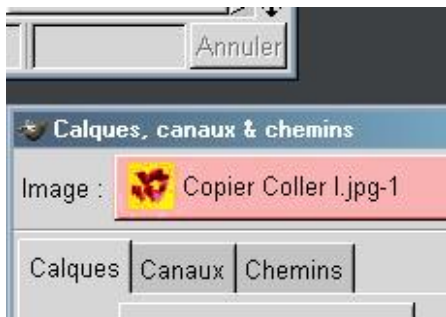 Annuler
Calques, canaux & chemins
Image : Copier Coller I.jpg-1
Calques Canaux Chemins